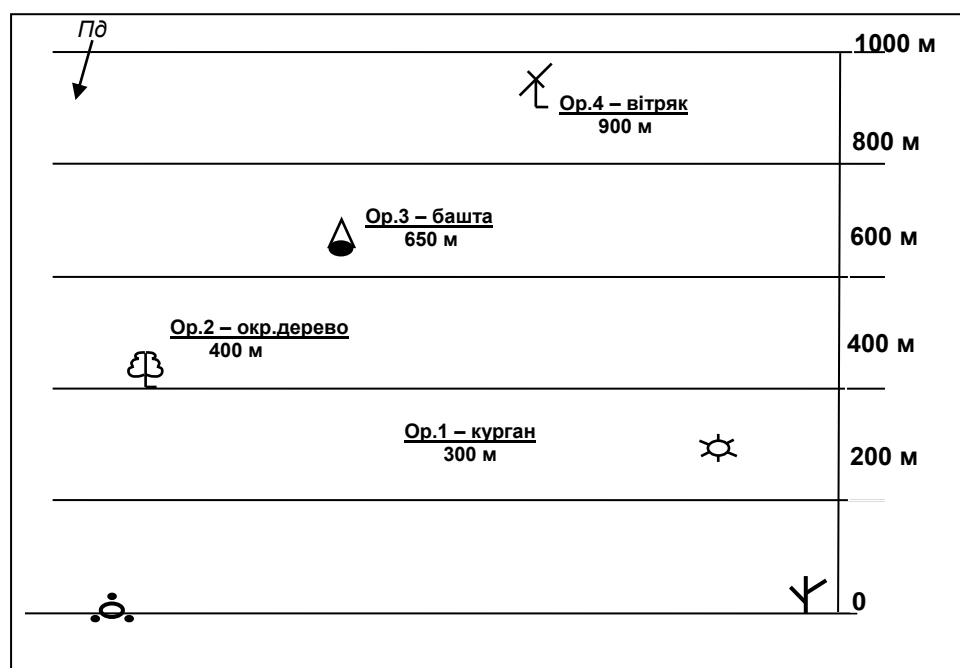 Пд
1000 м
Ор.4 – вітряк
900 м
800 м
Ор.3 – башта
650 м
600 м
Ор.2 – окр.дерево
400 м
400 м
Ор.1 – курган
300 м
200 м
0